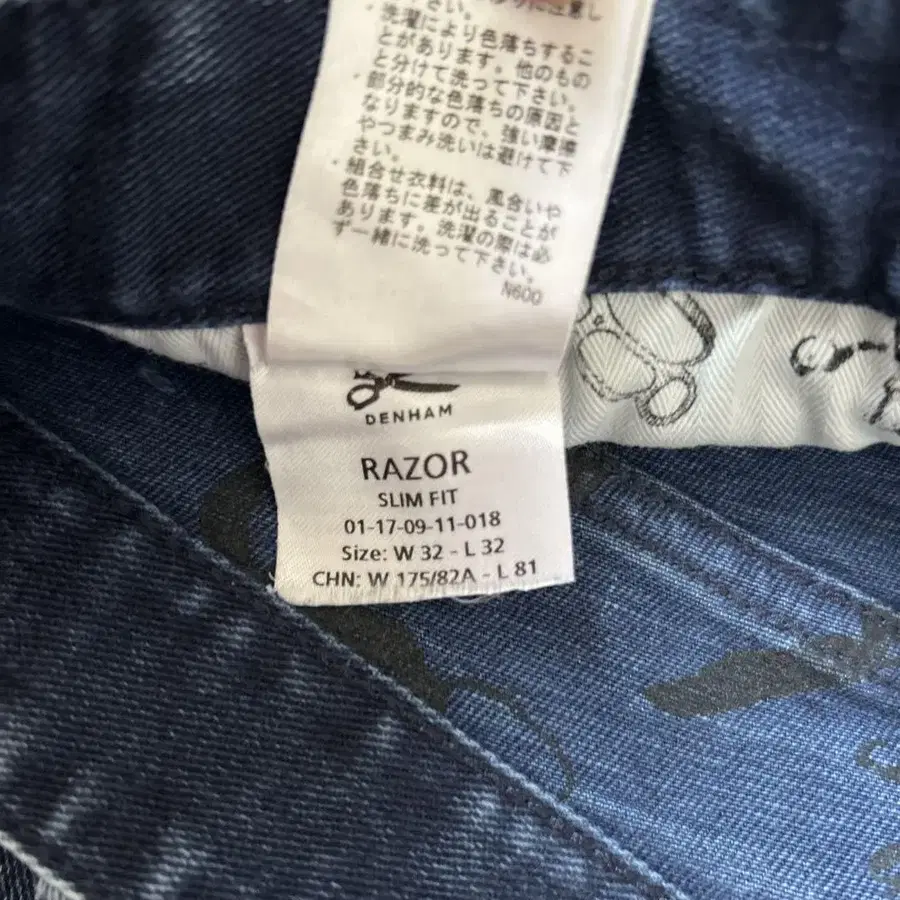 さい。
・洗濯により色落ちするこ
とがあります。他のもの
と分けて洗って下さい。
・部分的な色落ちの原因と
なりますので、強い摩擦
やつまみ洗いは避けて下
さい。
・組合せ衣料は、風合いや
色落ちに差が出ることが
あります。洗濯の際は必
ず一緒に洗って下さい。
N600
DENHAM
RAZOR
SLIM FIT
01-17-09-11-018
Size: W 32 - L 32
CHN: W 175/82A - L 81